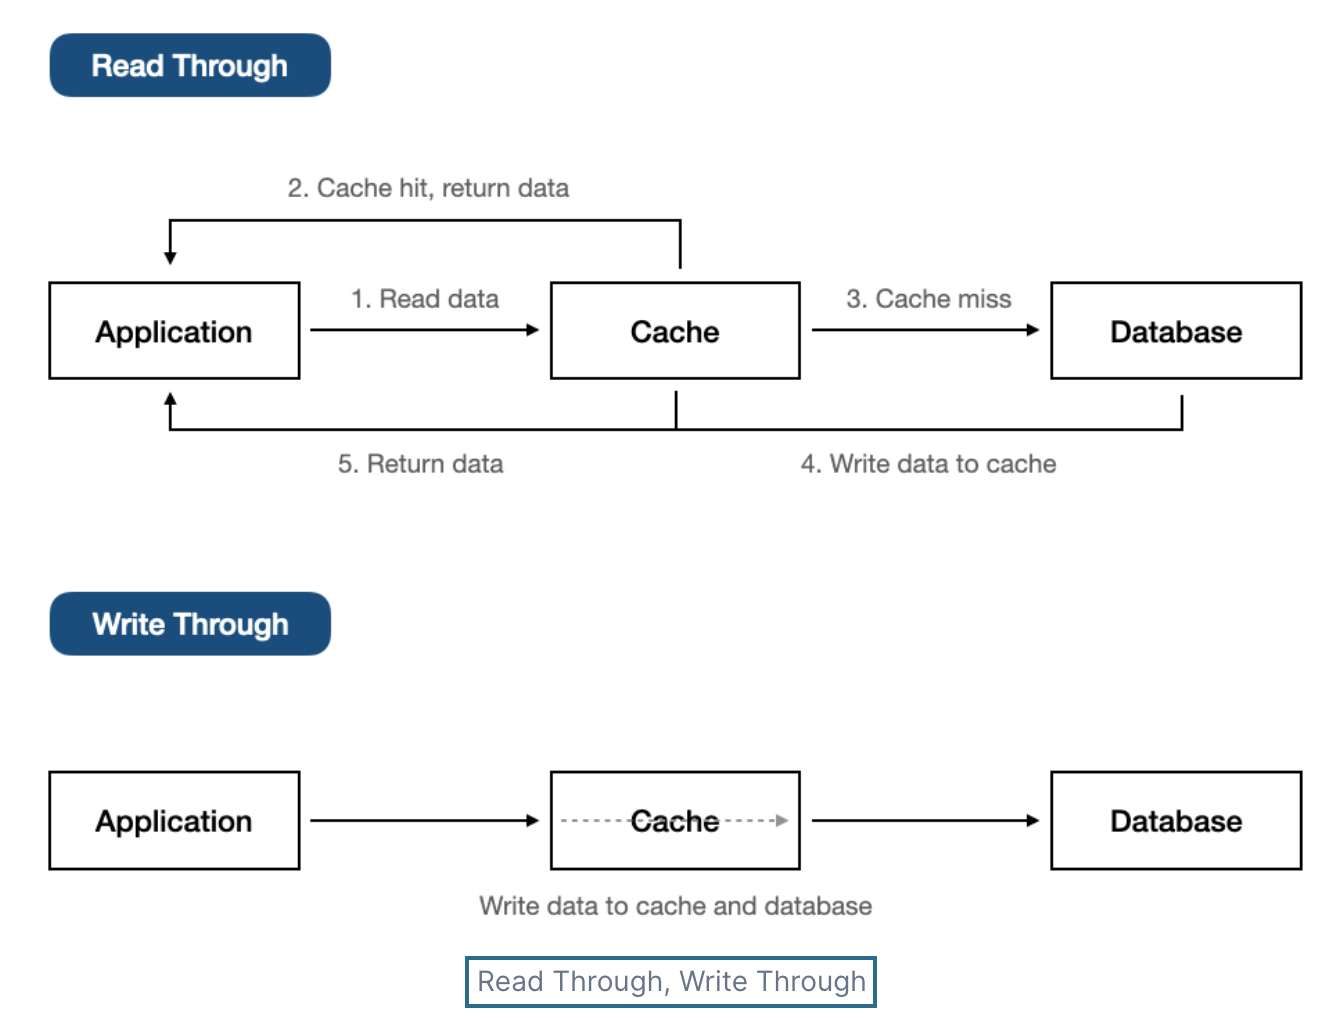 Read Through
2. Cache hit, return data
1. Read data
3. Cache miss
Application
Cache
Database
5. Return data
4. Write data to cache
Write Through
Application
Cache
Database
Write data to cache and database
Read Through, Write Through